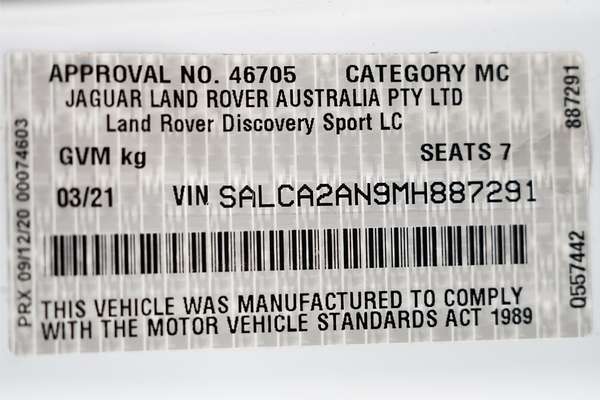 APPROVAL NO. 46705 CATEGORY MC
JAGUAR LAND ROVER AUSTRALIA PTY LTD
Land Rover Discovery Sport LC
GVM kg SEATS 7
03/21 VIN SALCA2AN9MH887291
THIS VEHICLE WAS MANUFACTURED TO COMPLY
WITH THE MOTOR VEHICLE STANDARDS ACT 1989
PRX 09/12/20 00074603
887291
Q557442